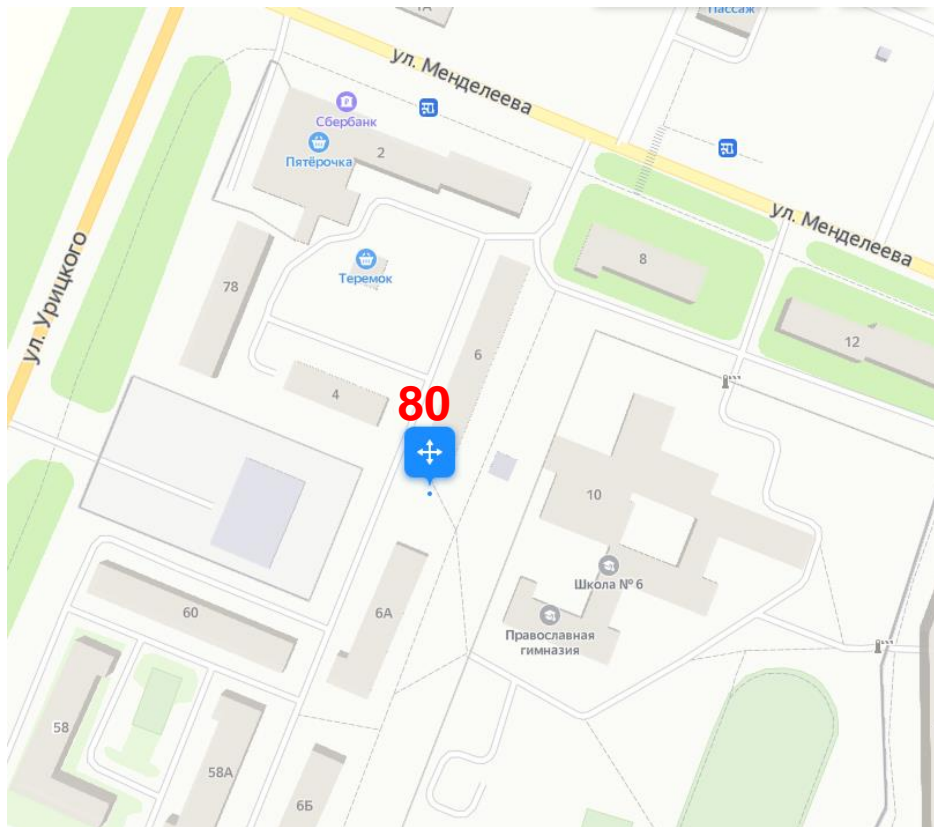 1А
Пассаж
ул. Менделеева
Сбербанк
Пятёрочка
2
ул. Менделеева
8
Теремок
78
ул. Урицкого
6
12
4
80
10
Школа № 6
60
6А
Православная
гимназия
58
58А
6Б